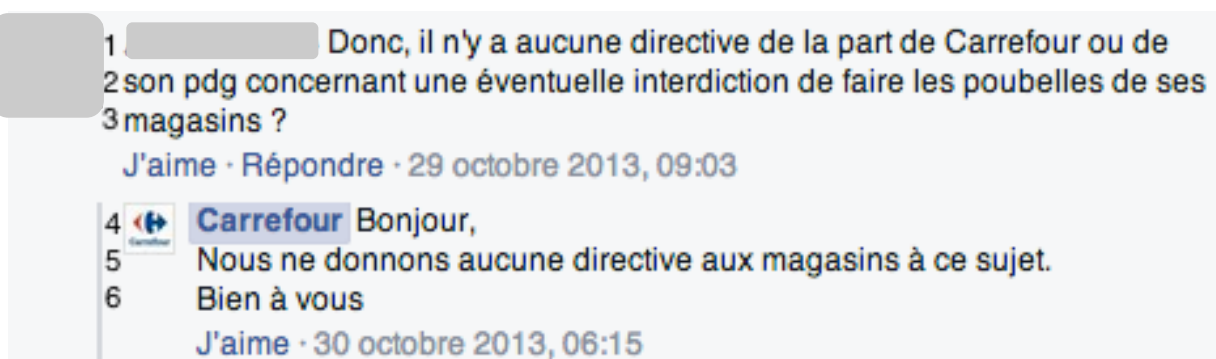 1 Donc, il n'y a aucune directive de la part de Carrefour ou de
2 son pdg concernant une éventuelle interdiction de faire les poubelles de ses
3 magasins ?
J'aime · Répondre · 29 octobre 2013, 09:03
4 Carrefour Bonjour,
5 Nous ne donnons aucune directive aux magasins à ce sujet.
6 Bien à vous
J'aime · 30 octobre 2013, 06:15